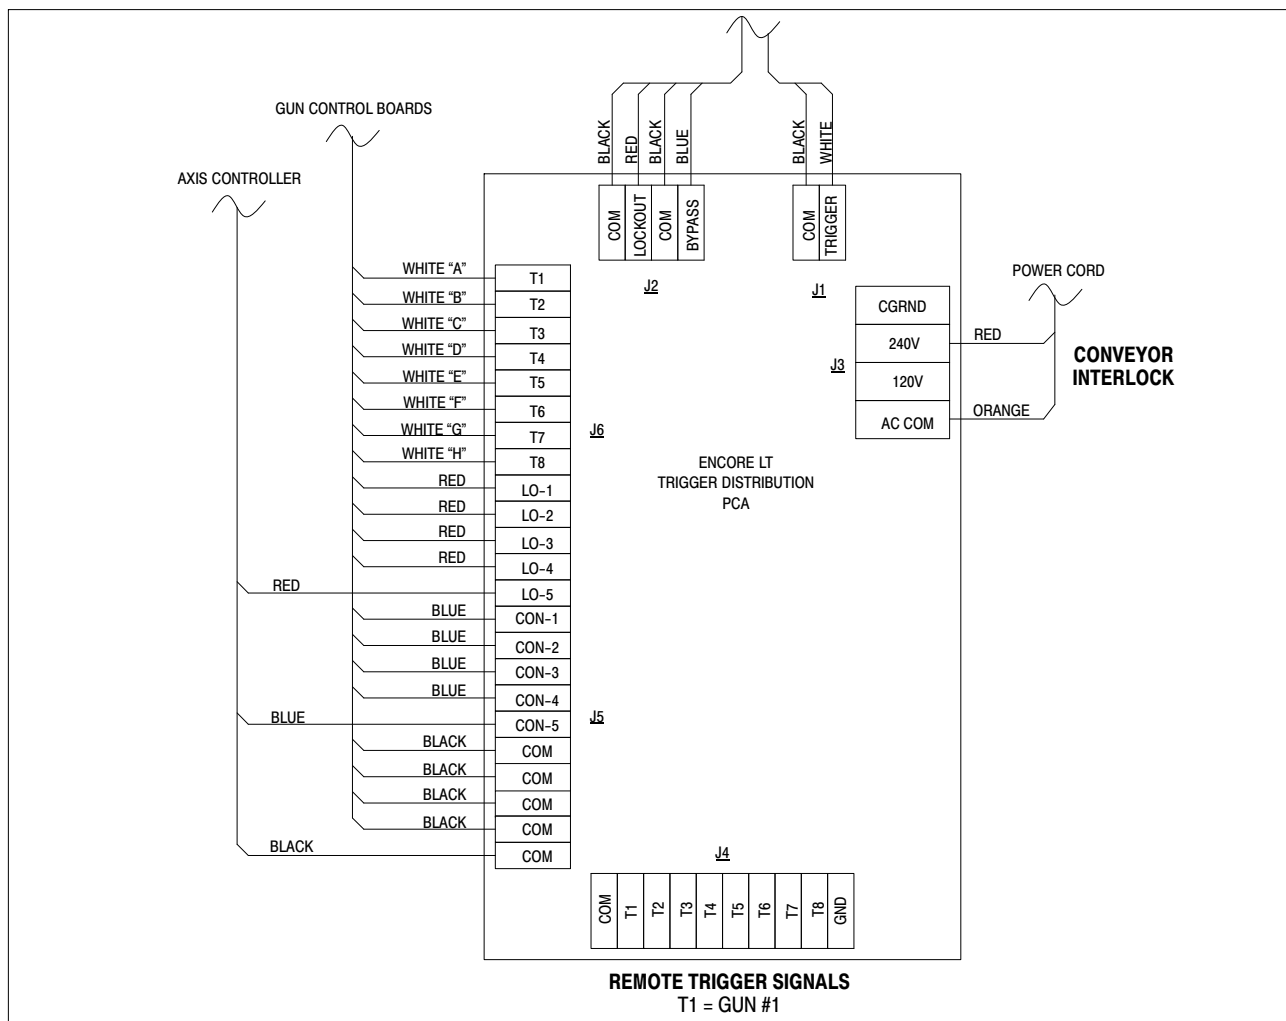 GUN CONTROL BOARDS
AXIS CONTROLLER
BLACK
RED
BLACK
BLUE
BLACK
WHITE
COM
LOCKOUT
COM
BYPASS
COM
TRIGGER
J2
J1
POWER CORD
CGRND
240V
120V
AC COM
J3
RED
ORANGE
CONVEYOR
INTERLOCK
WHITE “A”
T1
WHITE “B”
T2
WHITE “C”
T3
WHITE “D”
T4
WHITE “E”
T5
WHITE “F”
T6
WHITE “G”
T7
WHITE “H”
T8
J6
RED
LO-1
RED
LO-2
RED
LO-3
RED
LO-4
RED
LO-5
BLUE
CON-1
BLUE
CON-2
BLUE
CON-3
BLUE
CON-4
BLUE
CON-5
J5
BLACK
COM
BLACK
COM
BLACK
COM
BLACK
COM
BLACK
COM
ENCORE LT
TRIGGER DISTRIBUTION
PCA
J4
COM
T1
T2
T3
T4
T5
T6
T7
T8
GND
REMOTE TRIGGER SIGNALS
T1 = GUN #1